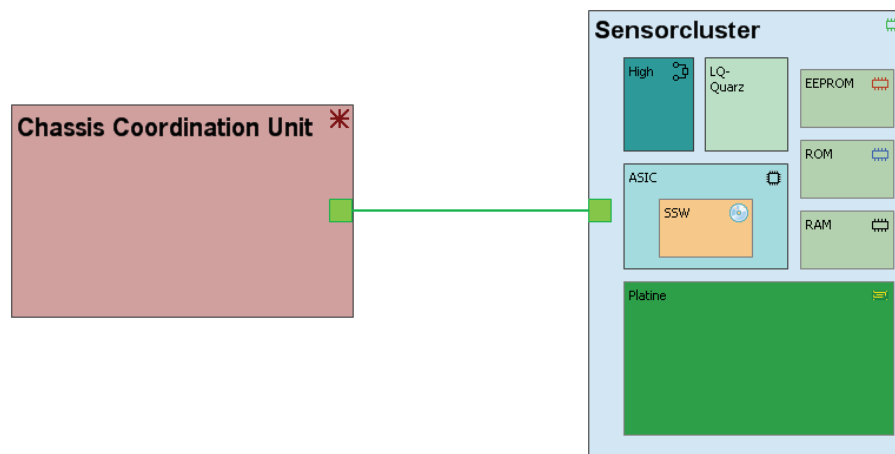 Sensorcluster
High
LQ-
Quarz
EEPROM
Chassis Coordination Unit
ROM
ASIC
SSW
RAM
Platine